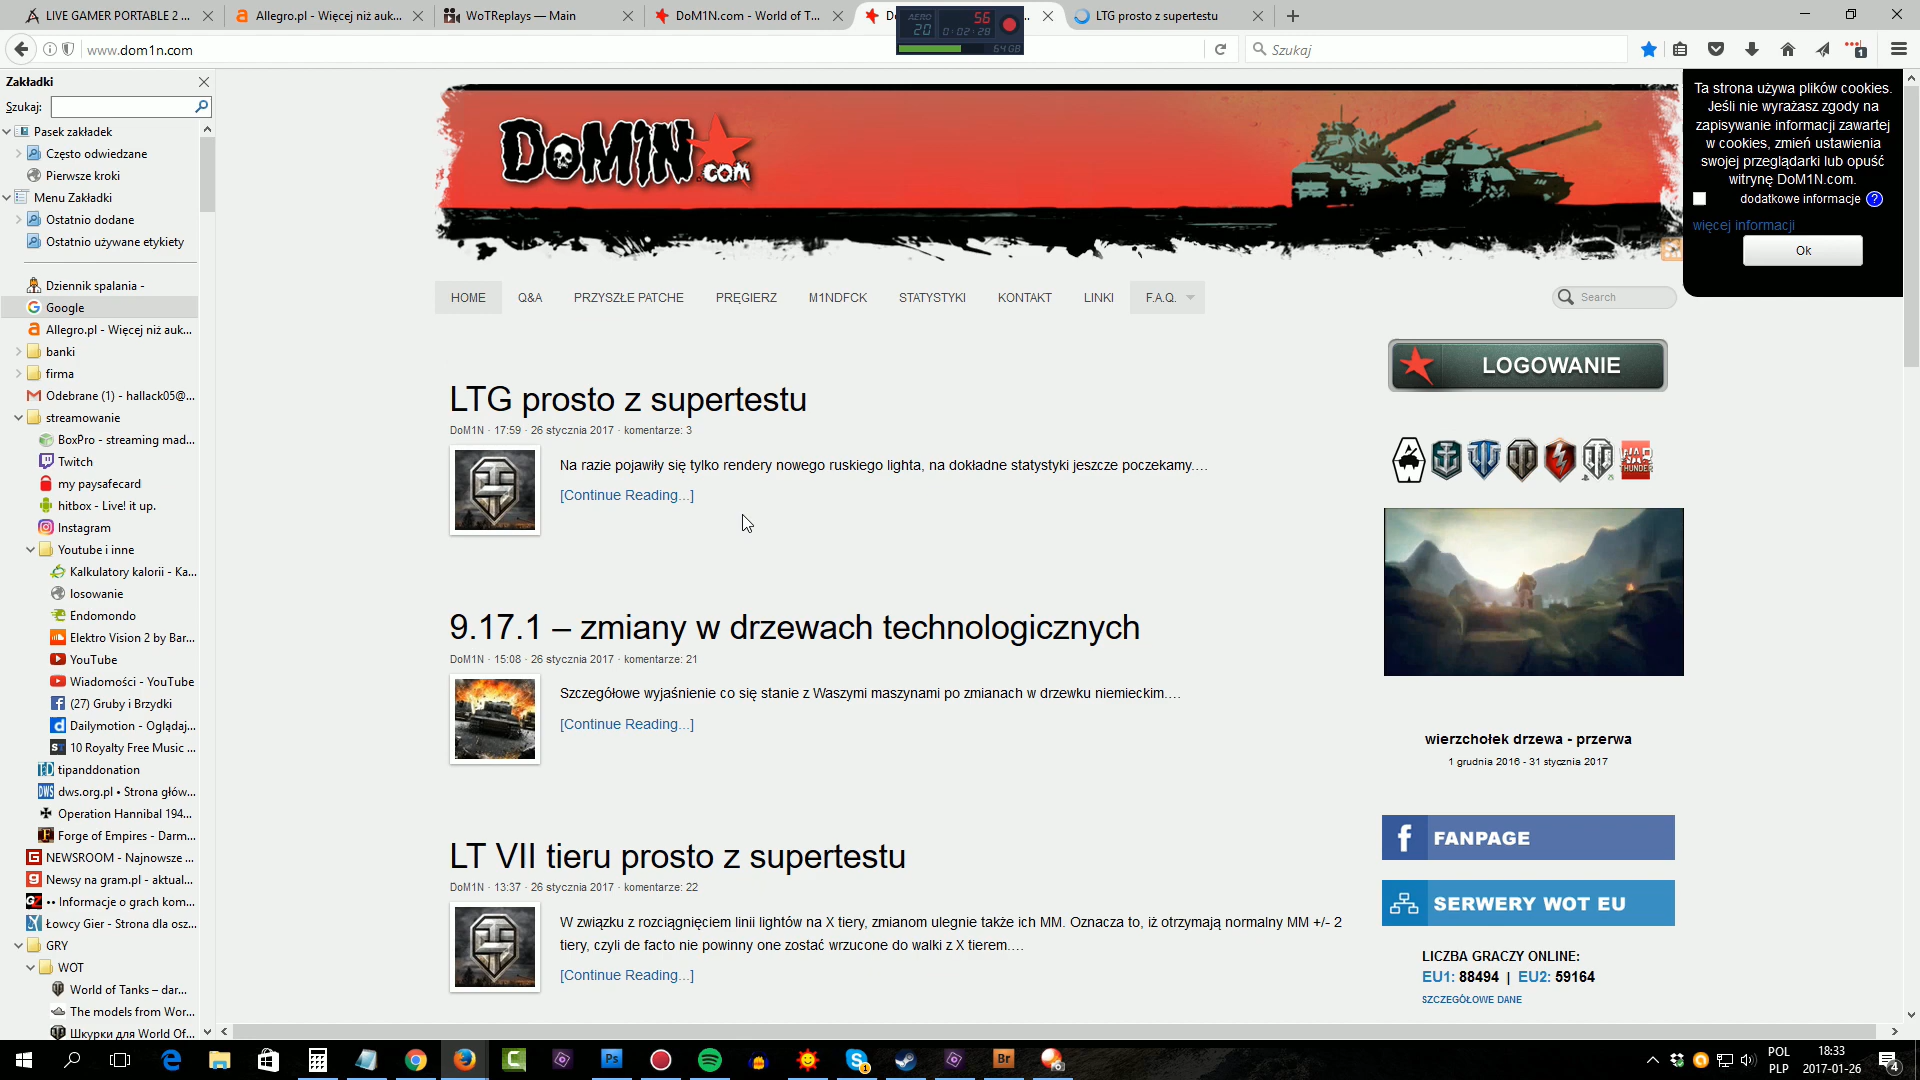 LIVE GAMER PORTABLE 2 ...
Allegro.pl - Więcej niż auk...
WoTReplays — Main
DoM1N.com - World of T...
LTG prosto z supertestu
AERO
20
56
0:02:28
64GB
www.dom1n.com
Szukaj
Zakładki
Szukaj:
Pasek zakładek
Często odwiedzane
Pierwsze kroki
Menu Zakładki
Ostatnio dodane
Ostatnio używane etykiety
Dziennik spalania -
Google
Allegro.pl - Więcej niż auk...
banki
firma
Odebrane (1) - hallack05@...
streamowanie
BoxPro - streaming mad...
Twitch
my paysafecard
hitbox - Live! it up.
Instagram
Youtube i inne
Kalkulatory kalorii - Ka...
losowanie
Endomondo
Elektro Vision 2 by Bar...
YouTube
Wiadomości - YouTube
(27) Gruby i Brzydki
Dailymotion - Oglądaj...
10 Royalty Free Music ...
tipanddonation
dws.org.pl • Strona głów...
Operation Hannibal 194...
Forge of Empires - Darm...
NEWSROOM - Najnowsze ...
Newsy na gram.pl - aktual...
•• Informacje o grach kom...
Łowcy Gier - Strona dla osz...
GRY
WOT
World of Tanks – dar...
The models from Wor...
Шкурки для World Of...
DoM1N.com
HOME
Q&A
PRZYSZŁE PATCHE
PRĘGIERZ
M1NDFCK
STATYSTYKI
KONTAKT
LINKI
F.A.Q.
Search
LTG prosto z supertestu
DoM1N · 17:59 · 26 stycznia 2017 · komentarze: 3
Na razie pojawiły się tylko rendery nowego ruskiego lighta, na dokładne statystyki jeszcze poczekamy....
[Continue Reading...]
9.17.1 – zmiany w drzewach technologicznych
DoM1N · 15:08 · 26 stycznia 2017 · komentarze: 21
Szczegółowe wyjaśnienie co się stanie z Waszymi maszynami po zmianach w drzewku niemieckim....
[Continue Reading...]
LT VII tieru prosto z supertestu
DoM1N · 13:37 · 26 stycznia 2017 · komentarze: 22
W związku z rozciągnięciem linii lightów na X tiery, zmianom ulegnie także ich MM. Oznacza to, iż otrzymają normalny MM +/- 2
tiery, czyli de facto nie powinny one zostać wrzucone do walki z X tierem....
[Continue Reading...]
Ta strona używa plików cookies.
Jeśli nie wyrażasz zgody na
zapisywanie informacji zawartej
w cookies, zmień ustawienia
swojej przeglądarki lub opuść
witrynę DoM1N.com.
dodatkowe informacje ?
więcej informacji
Ok
LOGOWANIE
WAR THUNDER
wierzchołek drzewa - przerwa
1 grudnia 2016 - 31 stycznia 2017
FANPAGE
SERWERY WOT EU
LICZBA GRACZY ONLINE:
EU1: 88494 | EU2: 59164
SZCZEGÓŁOWE DANE
Ps
Br
POL
PLP
18:33
2017-01-26
4